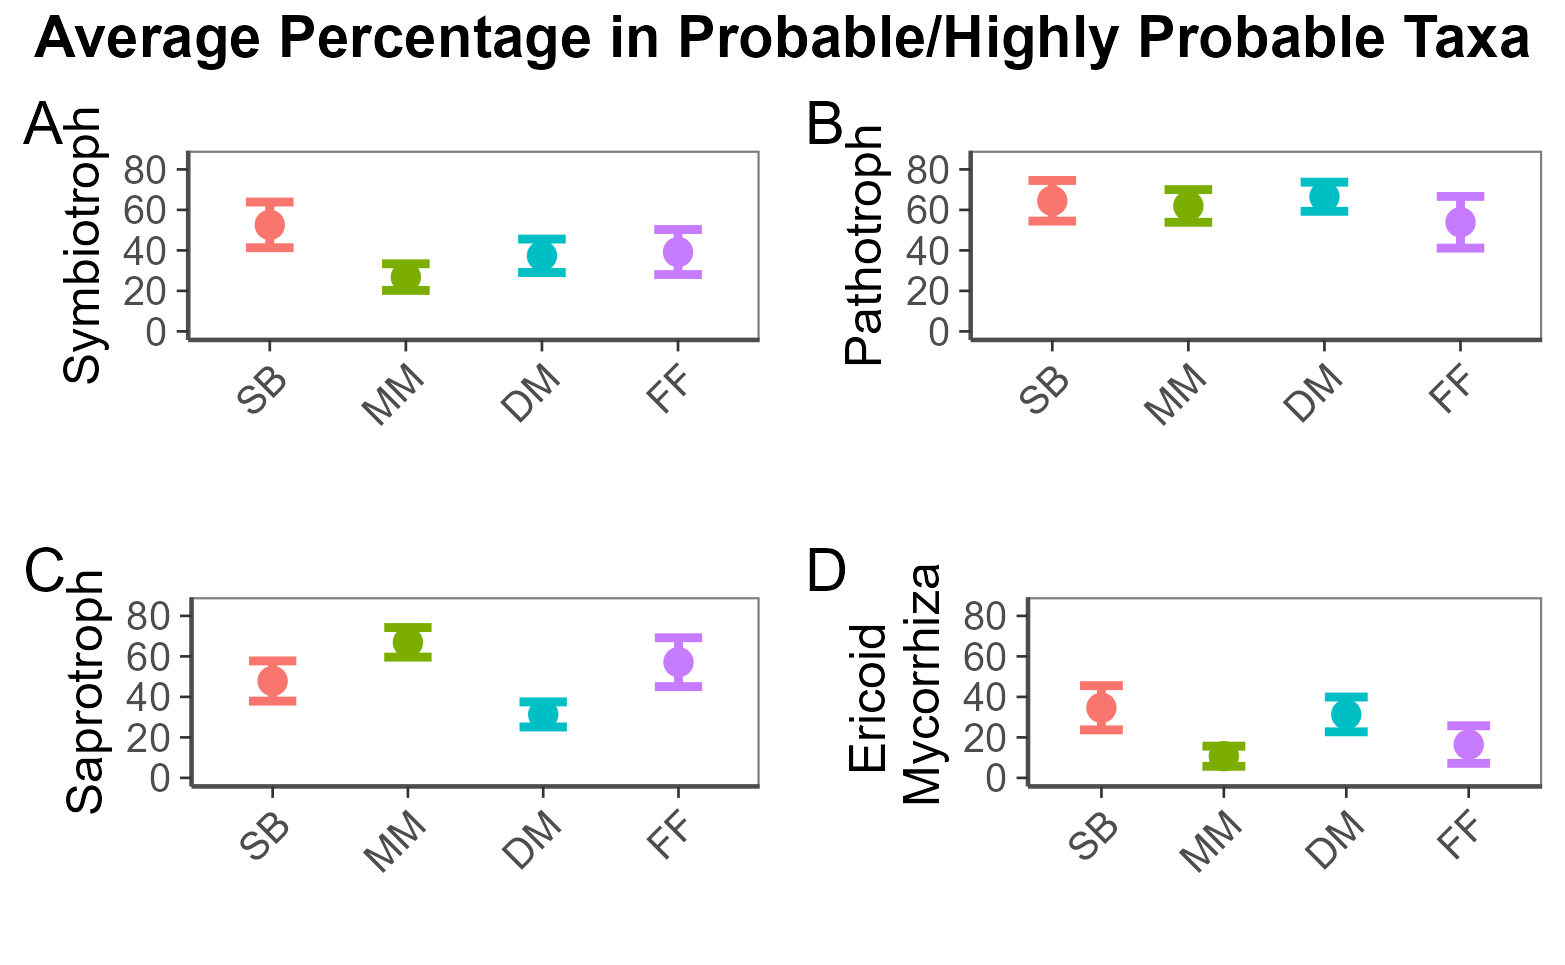 Average Percentage in Probable/Highly Probable Taxa
A
Symbiotroph
80
60
40
20
0
SB
MM
DM
FF
B
Pathotroph
80
60
40
20
0
SB
MM
DM
FF
C
Saprotroph
80
60
40
20
0
SB
MM
DM
FF
D
Ericoid
Mycorrhiza
80
60
40
20
0
SB
MM
DM
FF